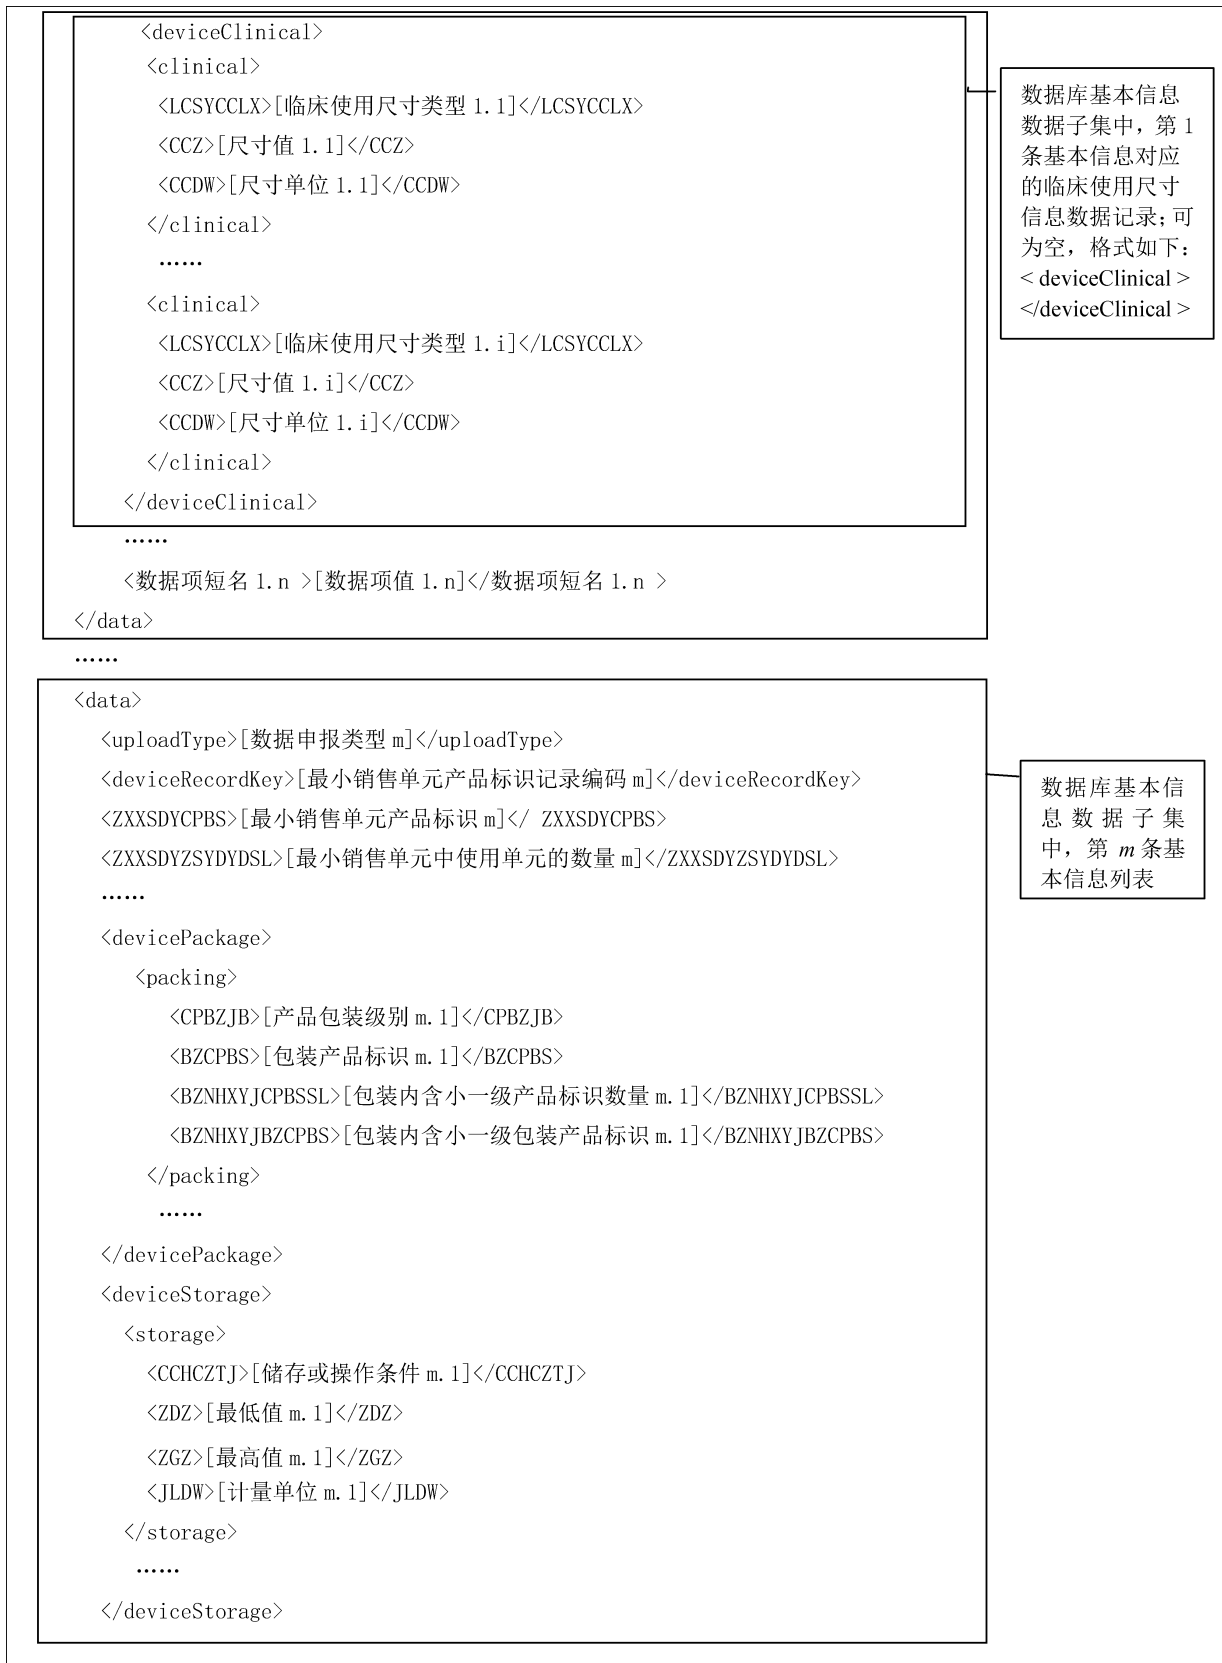 <deviceClinical>
<clinical>
<LCSYCCLX>[临床使用尺寸类型 1.1]</LCSYCCLX>
<CCZ>[尺寸值 1.1]</CCZ>
<CCDW>[尺寸单位 1.1]</CCDW>
</clinical>
……
<clinical>
<LCSYCCLX>[临床使用尺寸类型 1.i]</LCSYCCLX>
<CCZ>[尺寸值 1.i]</CCZ>
<CCDW>[尺寸单位 1.i]</CCDW>
</clinical>
</deviceClinical>
……
<数据项短名 1.n >[数据项值 1.n]</数据项短名 1.n >
</data>
……
数据库基本信息
数据子集中，第 1
条基本信息对应
的临床使用尺寸
信息数据记录；可
为空，格式如下：
< deviceClinical >
</deviceClinical >
<data>
<uploadType>[数据申报类型 m]</uploadType>
<deviceRecordKey>[最小销售单元产品标识记录编码 m]</deviceRecordKey>
<ZXXSDYCPBS>[最小销售单元产品标识 m]</ ZXXSDYCPBS>
<ZXXSDYZSYDYDSL>[最小销售单元中使用单元的数量 m]</ZXXSDYZSYDYDSL>
……
<devicePackage>
<packing>
<CPBZJB>[产品包装级别 m.1]</CPBZJB>
<BZCPBS>[包装产品标识 m.1]</BZCPBS>
<BZNHXYJCPBSSL>[包装内含小一级产品标识数量 m.1]</BZNHXYJCPBSSL>
<BZNHXYJBZCPBS>[包装内含小一级包装产品标识 m.1]</BZNHXYJBZCPBS>
</packing>
……
</devicePackage>
<deviceStorage>
<storage>
<CCHCZTJ>[储存或操作条件 m.1]</CCHCZTJ>
<ZDZ>[最低值 m.1]</ZDZ>
<ZGZ>[最高值 m.1]</ZGZ>
<JLDW>[计量单位 m.1]</JLDW>
</storage>
……
</deviceStorage>
数据库基本信
息数据子集
中，第 m 条基
本信息列表